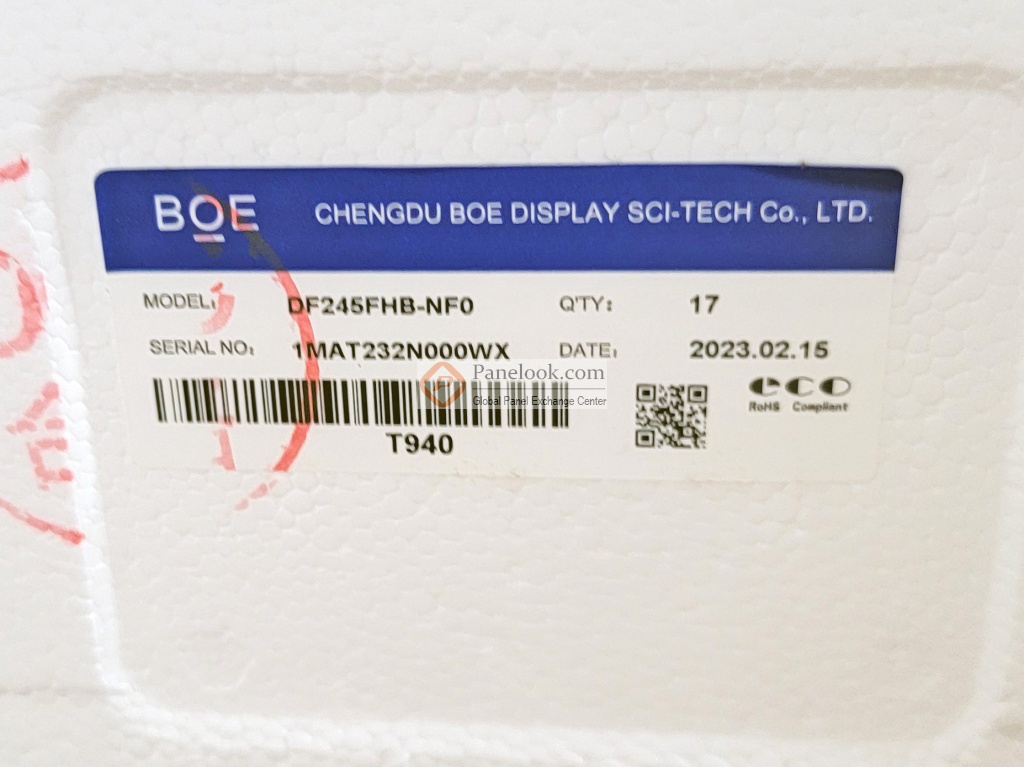 BOE CHENGDU BOE DISPLAY SCI-TECH Co., LTD.
MODEL: DF245FHB-NF0 Q'TY: 17
SERIAL NO: 1MAT232N000WX DATE: 2023.02.15
Panelook.com
Global Panel Exchange Center
T940
eco
RoHS Compliant